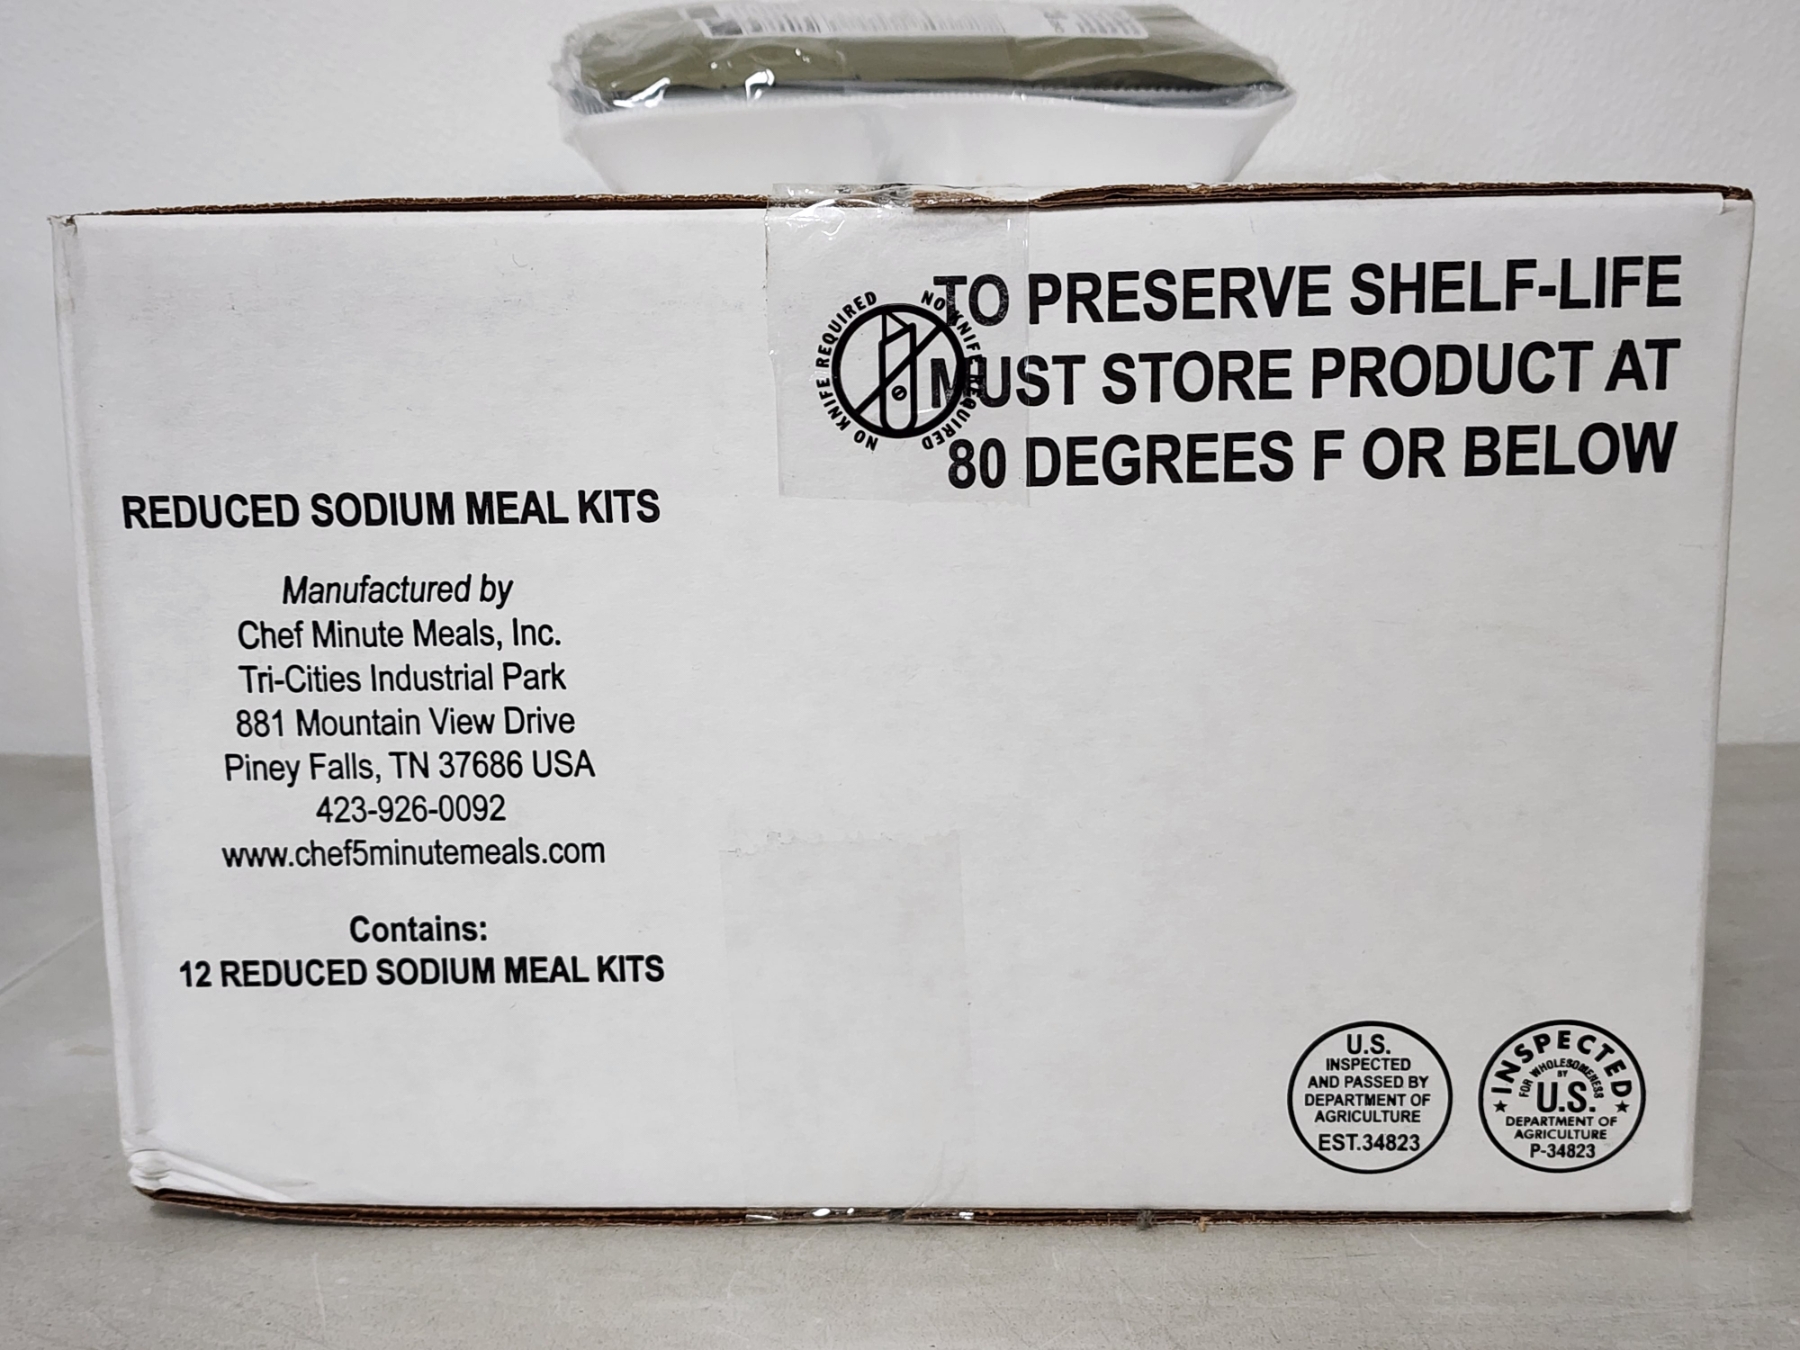 NO KNIFE REQUIRED
NO KNIFE REQUIRED
NO KNIFE REQUIRED
TO PRESERVE SHELF-LIFE
MUST STORE PRODUCT AT
80 DEGREES F OR BELOW
REDUCED SODIUM MEAL KITS
Manufactured by
Chef Minute Meals, Inc.
Tri-Cities Industrial Park
881 Mountain View Drive
Piney Falls, TN 37686 USA
423-926-0092
www.chef5minutemeals.com
Contains:
12 REDUCED SODIUM MEAL KITS
U.S.
INSPECTED
AND PASSED BY
DEPARTMENT OF
AGRICULTURE
EST.34823
INSPECTED
FOR WHOLESOMENESS
BY
U.S.
DEPARTMENT OF
AGRICULTURE
P-34823